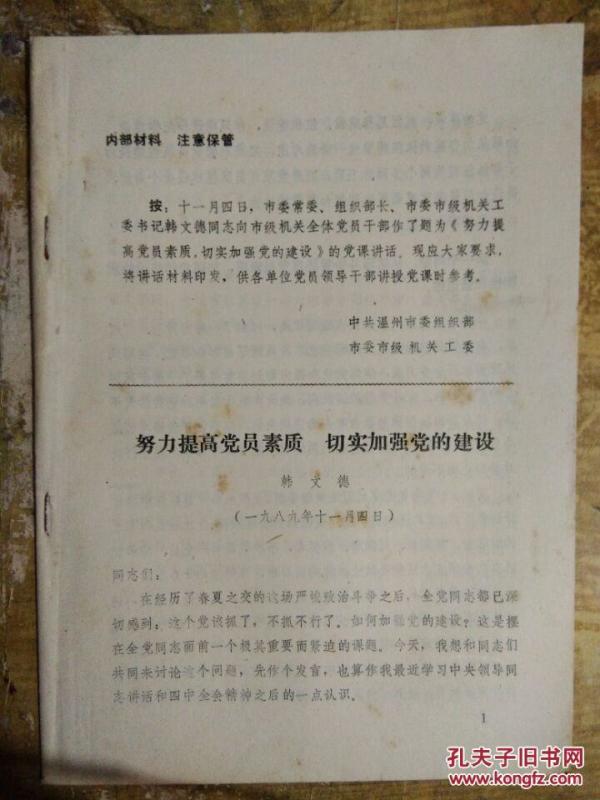 内部材料 注意保管
按：十一月四日，市委常委、组织部长、市委市级机关工
委书记韩文德同志向市级机关全体党员干部作了题为《努力提
高党员素质，切实加强党的建设》的党课讲话。现应大家要求，
将讲话材料印发，供各单位党员领导干部讲授党课时参考。
中共温州市委组织部
市委市级机关工委
努力提高党员素质 切实加强党的建设
韩文德
（一九八九年十一月四日）
同志们：
在经历了春夏之交的这场严峻政治斗争之后，全党同志都已深
切感到：这个党该抓了，不抓不行了。如何加强党的建设？这是摆
在全党同志面前一个极其重要而紧迫的课题。今天，我想和同志们
共同来讨论这个问题，先作个发言，也算作我最近学习中央领导同
志讲话和四中全会精神之后的一点认识。
1
孔夫子旧书网
www.kongfz.com